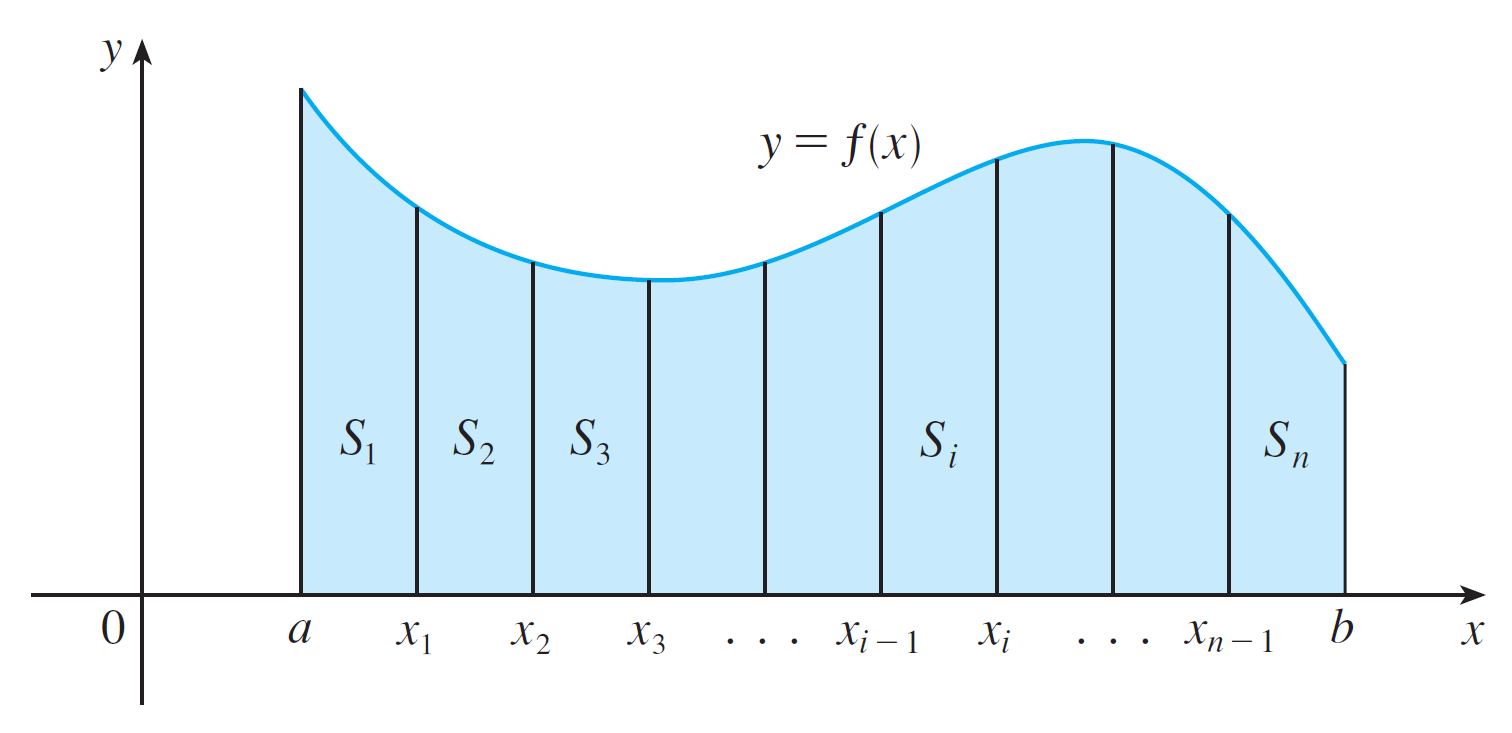 y
y = f(x)
S₁ S₂ S₃ Sᵢ Sₙ
0 a x₁ x₂ x₃ . . . xᵢ₋₁ xᵢ . . . xₙ₋₁ b x